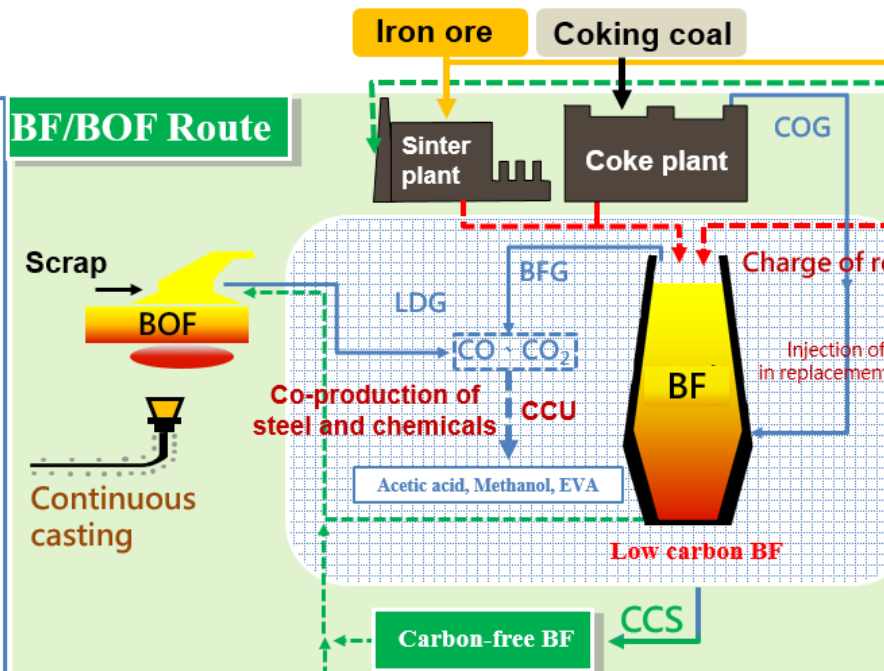 Iron ore
Coking coal
BF/BOF Route
Sinter
plant
Coke plant
COG
Scrap
BOF
LDG
BFG
Charge of
CO、CO2
Injection of
in replacement
BF
Co-production of
steel and chemicals
CCU
Continuous
casting
Acetic acid, Methanol, EVA
Low carbon BF
Carbon-free BF
CCS